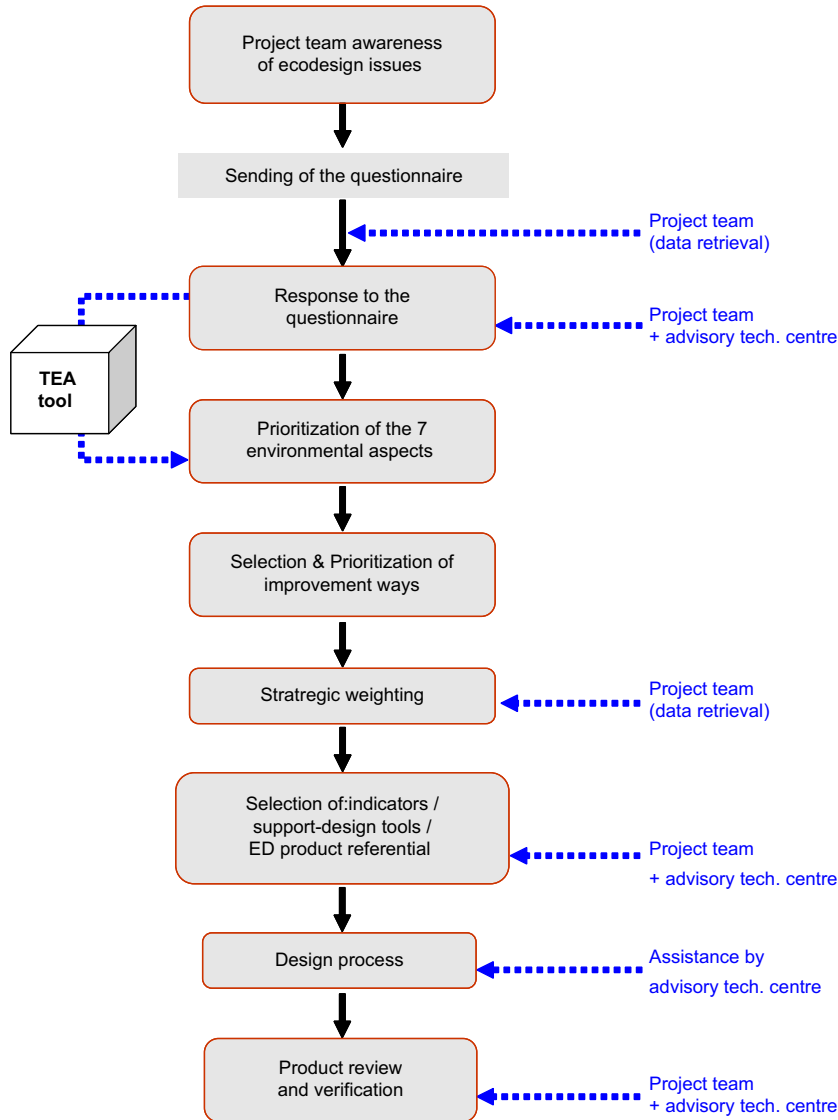 Project team awareness
of ecodesign issues
Sending of the questionnaire
Project team
(data retrieval)
Response to the
questionnaire
Project team
+ advisory tech. centre
TEA
tool
Prioritization of the 7
environmental aspects
Selection & Prioritization of
improvement ways
Stratregic weighting
Project team
(data retrieval)
Selection of:indicators /
support-design tools /
ED product referential
Project team
+ advisory tech. centre
Design process
Assistance by
advisory tech. centre
Product review
and verification
Project team
+ advisory tech. centre